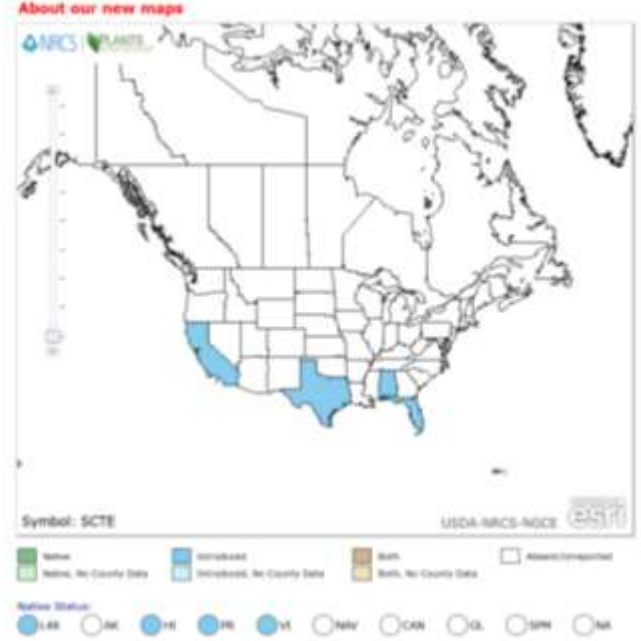 About our new maps
NRCS PLANTS
Symbol: SCTE
USDA-NRCS-NGCE esri
Native Introduced Both Absent/Unreported
Native, No County Data Introduced, No County Data Both, No County Data
Native Status:
L48 AK HI PR VI NAV CAN GL SPM NA